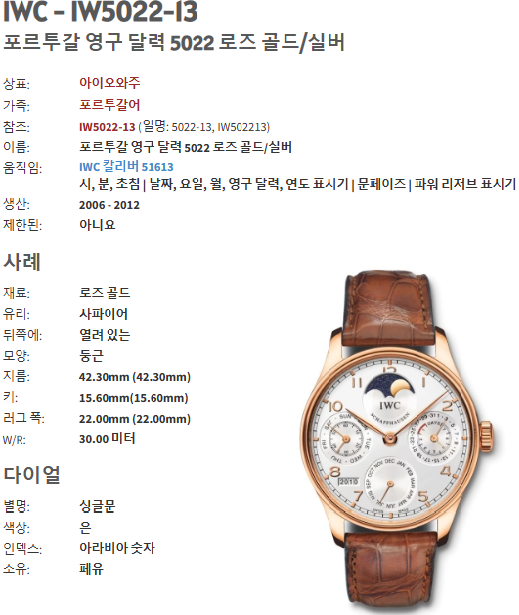 IWC - IW5022-13
포르투갈 영구 달력 5022 로즈 골드/실버
상표: 아이오와주
가족: 포르투갈어
참조: IW5022-13 (일명: 5022-13, IW502213)
이름: 포르투갈 영구 달력 5022 로즈 골드/실버
움직임: IWC 칼리버 51613
시, 분, 초침 | 날짜, 요일, 월, 영구 달력, 연도 표시기 | 문페이즈 | 파워 리저브 표시기
생산: 2006 - 2012
제한된: 아니요
사례
재료: 로즈 골드
유리: 사파이어
뒤쪽에: 열려 있는
모양: 둥근
지름: 42.30mm (42.30mm)
키: 15.60mm(15.60mm)
러그 폭: 22.00mm (22.00mm)
W/R: 30.00 미터
다이얼
별명: 싱글문
색상: 은
인덱스: 아라비아 숫자
소유: 페유
IWC
SCHAFFHAUSEN
2010